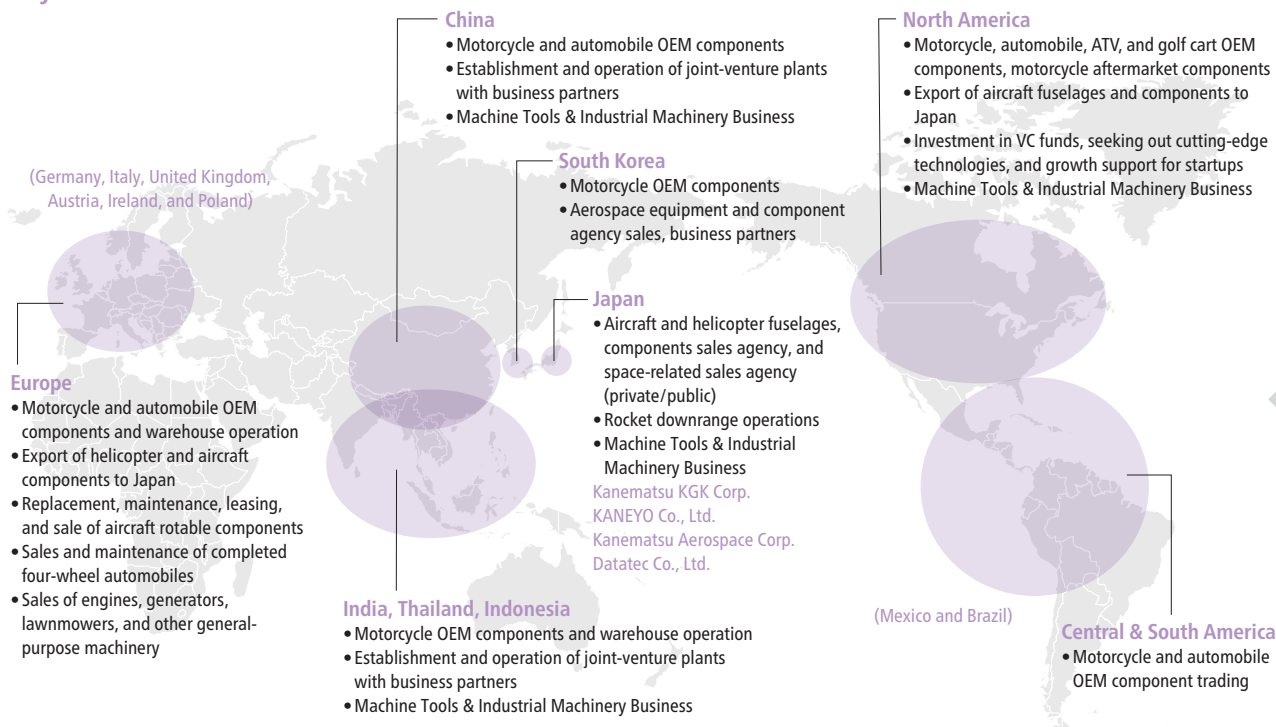 China
• Motorcycle and automobile OEM components
• Establishment and operation of joint-venture plants
with business partners
• Machine Tools & Industrial Machinery Business
North America
• Motorcycle, automobile, ATV, and golf cart OEM
components, motorcycle aftermarket components
• Export of aircraft fuselages and components to
Japan
• Investment in VC funds, seeking out cutting-edge
technologies, and growth support for startups
• Machine Tools & Industrial Machinery Business
South Korea
• Motorcycle OEM components
• Aerospace equipment and component
agency sales, business partners
(Germany, Italy, United Kingdom,
Austria, Ireland, and Poland)
Europe
• Motorcycle and automobile OEM
components and warehouse operation
• Export of helicopter and aircraft
components to Japan
• Replacement, maintenance, leasing,
and sale of aircraft rotable components
• Sales and maintenance of completed
four-wheel automobiles
• Sales of engines, generators,
lawnmowers, and other general-
purpose machinery
Japan
• Aircraft and helicopter fuselages,
components sales agency, and
space-related sales agency
(private/public)
• Rocket downrange operations
• Machine Tools & Industrial
Machinery Business
Kanematsu KGK Corp.
KANEYO Co., Ltd.
Kanematsu Aerospace Corp.
Datatec Co., Ltd.
India, Thailand, Indonesia
• Motorcycle OEM components and warehouse operation
• Establishment and operation of joint-venture plants
with business partners
• Machine Tools & Industrial Machinery Business
(Mexico and Brazil)
Central & South America
• Motorcycle and automobile
OEM component trading